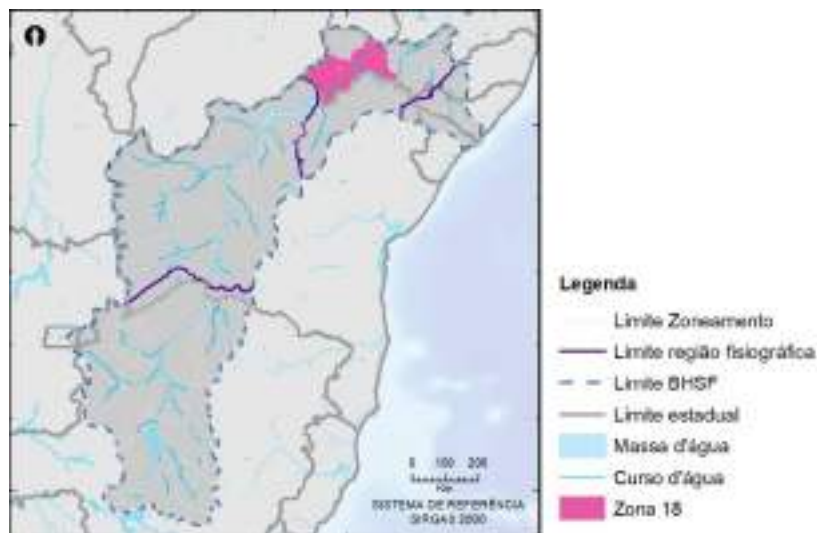 0 100 200
Km
SISTEMA DE REFERÊNCIA
SIRGAS 2000
Legenda
Limite Zoneamento
Limite região fisiográfica
Limite BHSF
Limite estadual
Massa d'água
Curso d'água
Zona 18